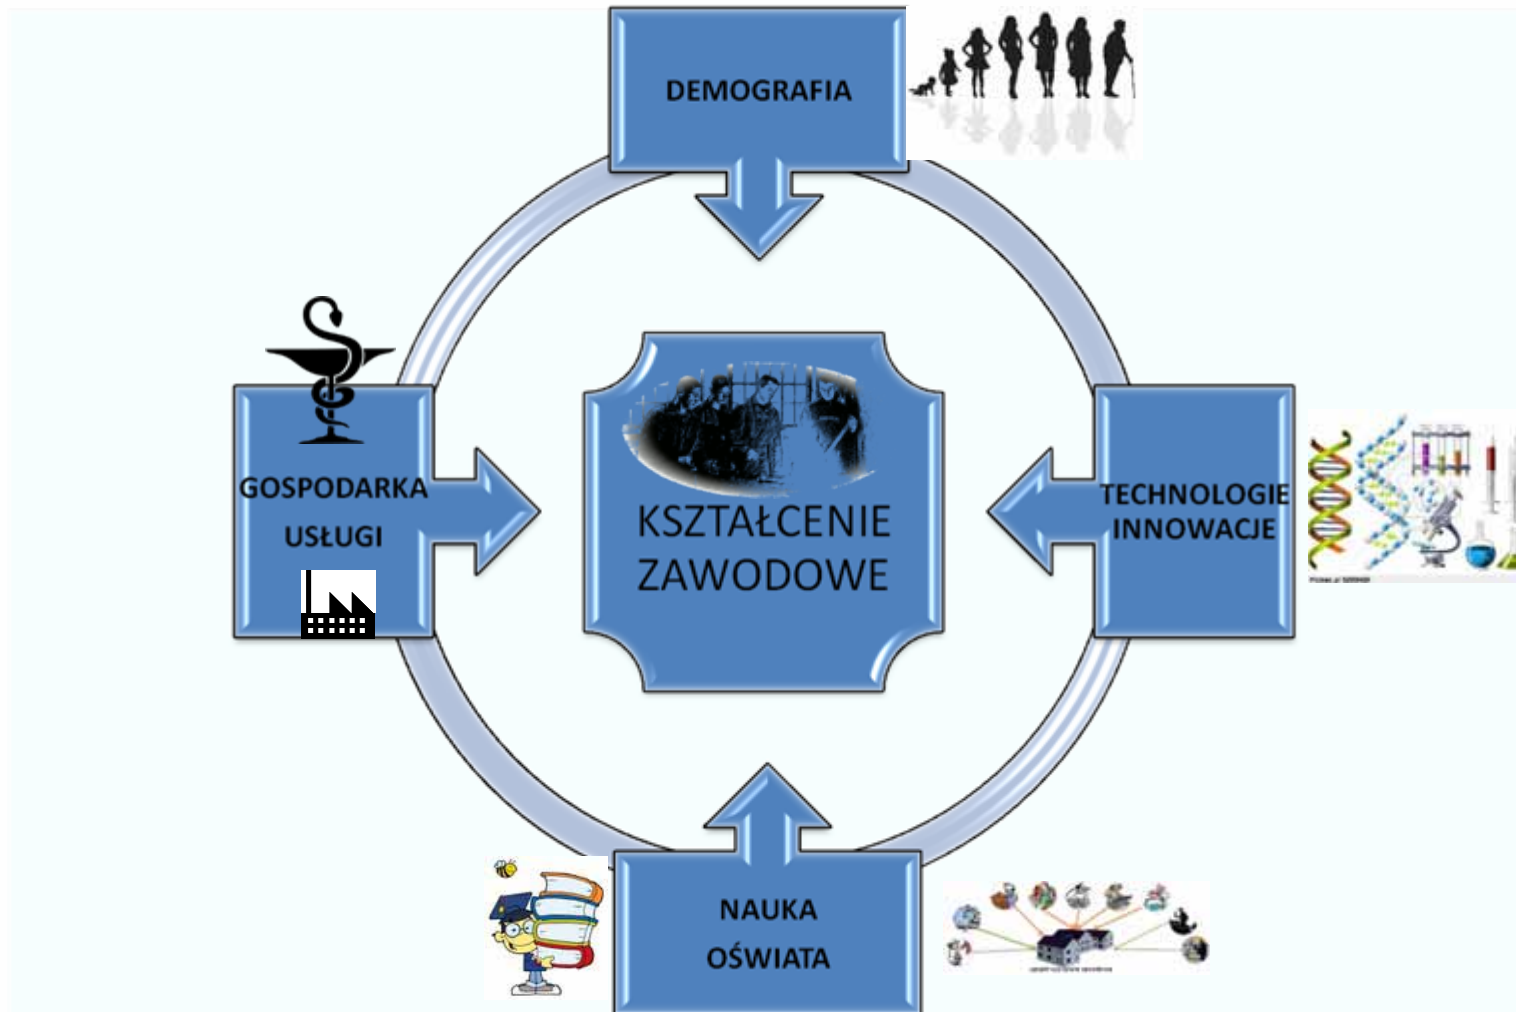 DEMOGRAFIA
GOSPODARKA
USŁUGI
KSZTAŁCENIE
ZAWODOWE
TECHNOLOGIE
INNOWACJE
NAUKA
OŚWIATA